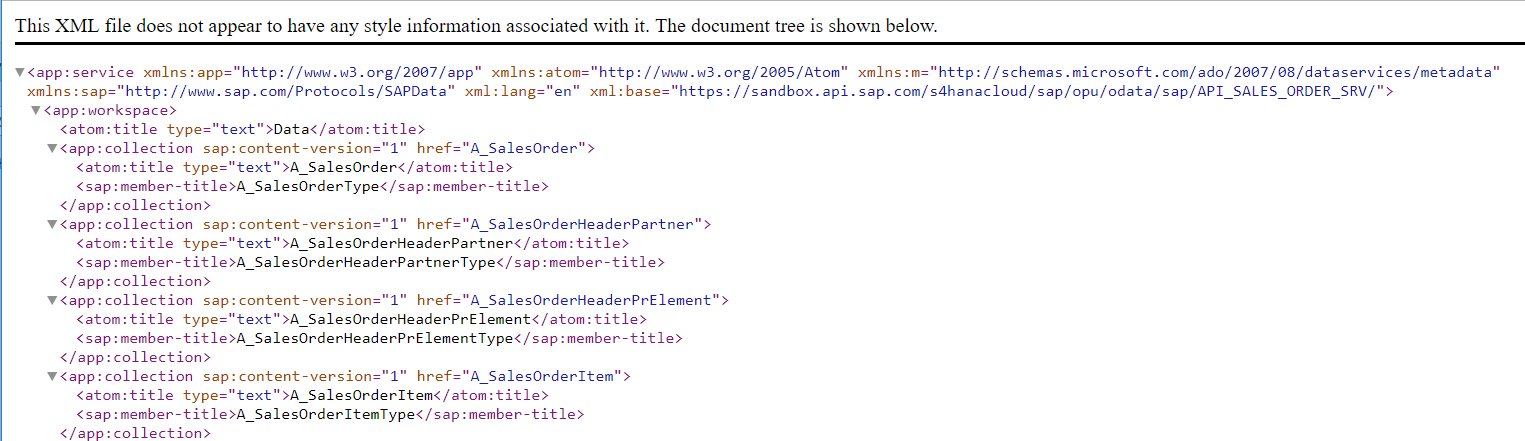 This XML file does not appear to have any style information associated with it. The document tree is shown below.
▼<app:service xmlns:app="http://www.w3.org/2007/app" xmlns:atom="http://www.w3.org/2005/Atom" xmlns:m="http://schemas.microsoft.com/ado/2007/08/dataservices/metadata"
xmlns:sap="http://www.sap.com/Protocols/SAPData" xml:lang="en" xml:base="https://sandbox.api.sap.com/s4hanacloud/sap/opu/odata/sap/API_SALES_ORDER_SRV/">
▼<app:workspace>
<atom:title type="text">Data</atom:title>
▼<app:collection sap:content-version="1" href="A_SalesOrder">
<atom:title type="text">A_SalesOrder</atom:title>
<sap:member-title>A_SalesOrderType</sap:member-title>
</app:collection>
▼<app:collection sap:content-version="1" href="A_SalesOrderHeaderPartner">
<atom:title type="text">A_SalesOrderHeaderPartner</atom:title>
<sap:member-title>A_SalesOrderHeaderPartnerType</sap:member-title>
</app:collection>
▼<app:collection sap:content-version="1" href="A_SalesOrderHeaderPrElement">
<atom:title type="text">A_SalesOrderHeaderPrElement</atom:title>
<sap:member-title>A_SalesOrderHeaderPrElementType</sap:member-title>
</app:collection>
▼<app:collection sap:content-version="1" href="A_SalesOrderItem">
<atom:title type="text">A_SalesOrderItem</atom:title>
<sap:member-title>A_SalesOrderItemType</sap:member-title>
</app:collection>